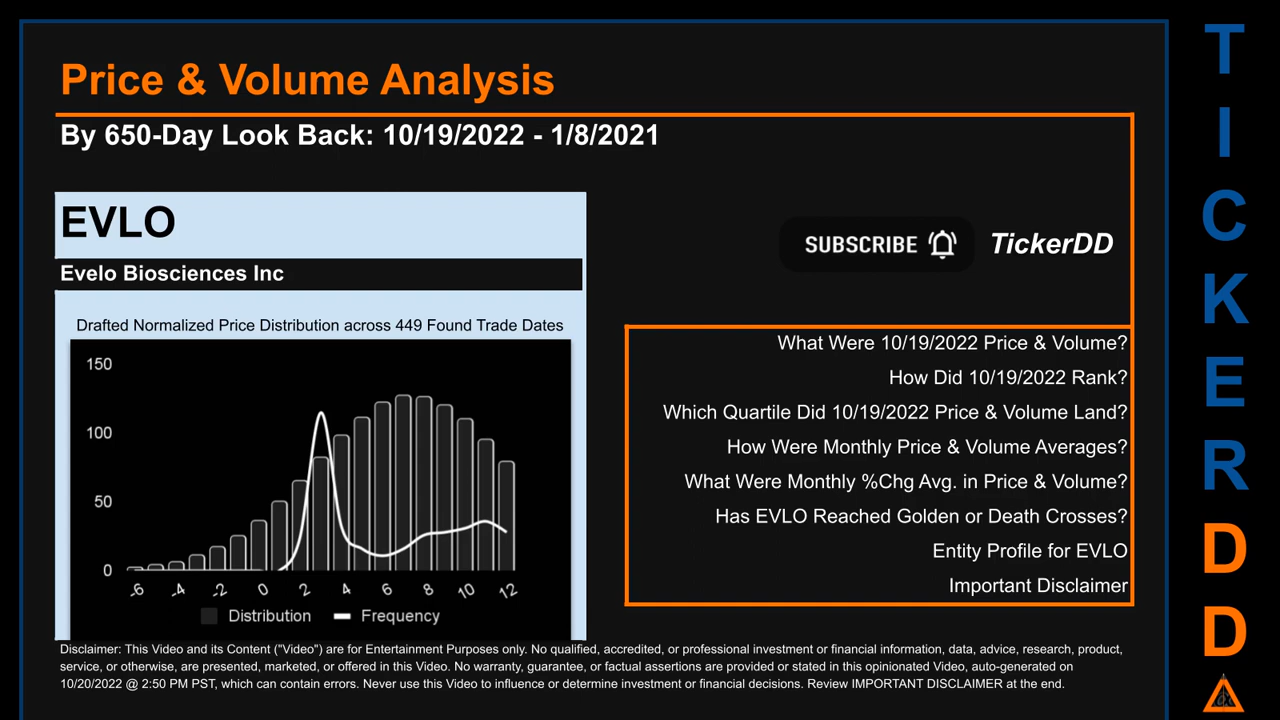 Price & Volume Analysis
By 650-Day Look Back: 10/19/2022 - 1/8/2021
EVLO
Evelo Biosciences Inc
Drafted Normalized Price Distribution across 449 Found Trade Dates
150
100
50
0
-6 -4 -2 0 2 4 6 8 10 12
Distribution Frequency
SUBSCRIBE TickerDD
What Were 10/19/2022 Price & Volume?
How Did 10/19/2022 Rank?
Which Quartile Did 10/19/2022 Price & Volume Land?
How Were Monthly Price & Volume Averages?
What Were Monthly %Chg Avg. in Price & Volume?
Has EVLO Reached Golden or Death Crosses?
Entity Profile for EVLO
Important Disclaimer
Disclaimer: This Video and its Content ("Video") are for Entertainment Purposes only. No qualified, accredited, or professional investment or financial information, data, advice, research, product,
service, or otherwise, are presented, marketed, or offered in this Video. No warranty, guarantee, or factual assertions are provided or stated in this opinionated Video, auto-generated on
10/20/2022 @ 2:50 PM PST, which can contain errors. Never use this Video to influence or determine investment or financial decisions. Review IMPORTANT DISCLAIMER at the end.
T
I
C
K
E
R
D
D